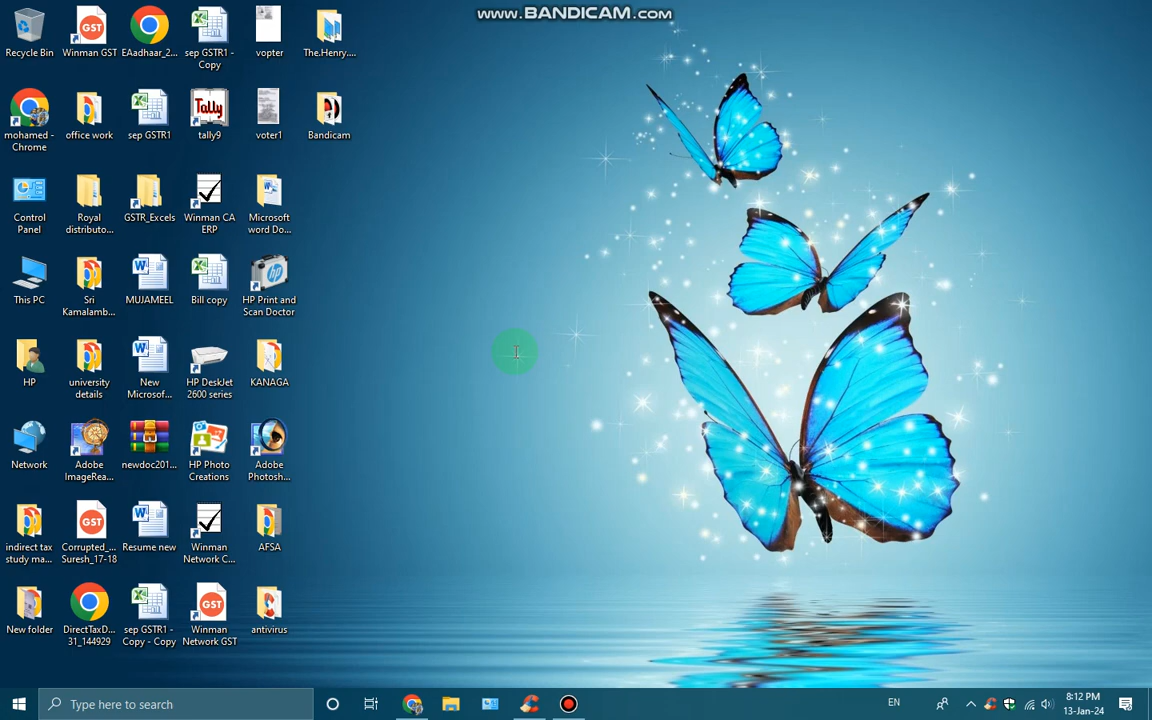 www.BANDICAM.com
Recycle Bin
Winman GST
EAadhaar_2...
sep GSTR1 -
Copy
vopter
The.Henry....
mohamed -
Chrome
office work
sep GSTR1
tally9
voter1
Bandicam
Control
Panel
Royal
distributo...
GSTR_Excels
Winman CA
ERP
Microsoft
word Do...
This PC
Sri
Kamalamb...
MUJAMEEL
Bill copy
HP Print and
Scan Doctor
HP
university
details
New
Microsof...
HP DeskJet
2600 series
KANAGA
Network
Adobe
ImageRea...
newdoc201...
HP Photo
Creations
Adobe
Photosh...
indirect tax
study ma...
Corrupted_...
Suresh_17-18
Resume new
Winman
Network C...
AFSA
New folder
DirectTaxD...
31_144929
sep GSTR1 -
Copy - Copy
Winman
Network GST
antivirus
Type here to search
EN
8:12 PM
13-Jan-24